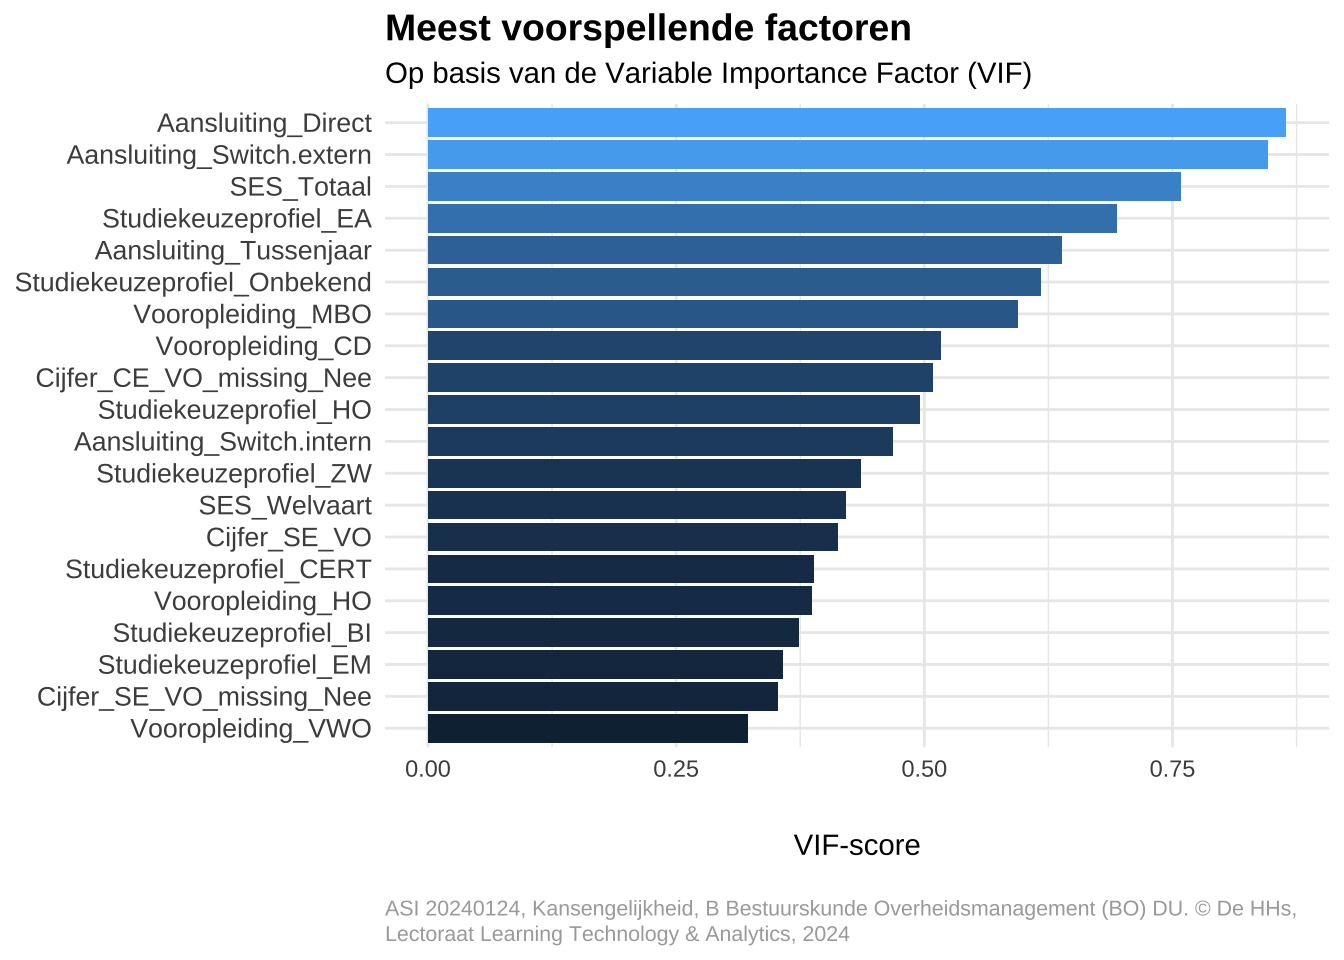 Meest voorspellende factoren
Op basis van de Variable Importance Factor (VIF)
Aansluiting_Direct
Aansluiting_Switch.extern
SES_Totaal
Studiekeuzeprofiel_EA
Aansluiting_Tussenjaar
Studiekeuzeprofiel_Onbekend
Vooropleiding_MBO
Vooropleiding_CD
Cijfer_CE_VO_missing_Nee
Studiekeuzeprofiel_HO
Aansluiting_Switch.intern
Studiekeuzeprofiel_ZW
SES_Welvaart
Cijfer_SE_VO
Studiekeuzeprofiel_CERT
Vooropleiding_HO
Studiekeuzeprofiel_BI
Studiekeuzeprofiel_EM
Cijfer_SE_VO_missing_Nee
Vooropleiding_VWO
0.00 0.25 0.50 0.75
VIF-score
ASI 20240124, Kansengelijkheid, B Bestuurskunde Overheidsmanagement (BO) DU. © De HHs,
Lectoraat Learning Technology & Analytics, 2024